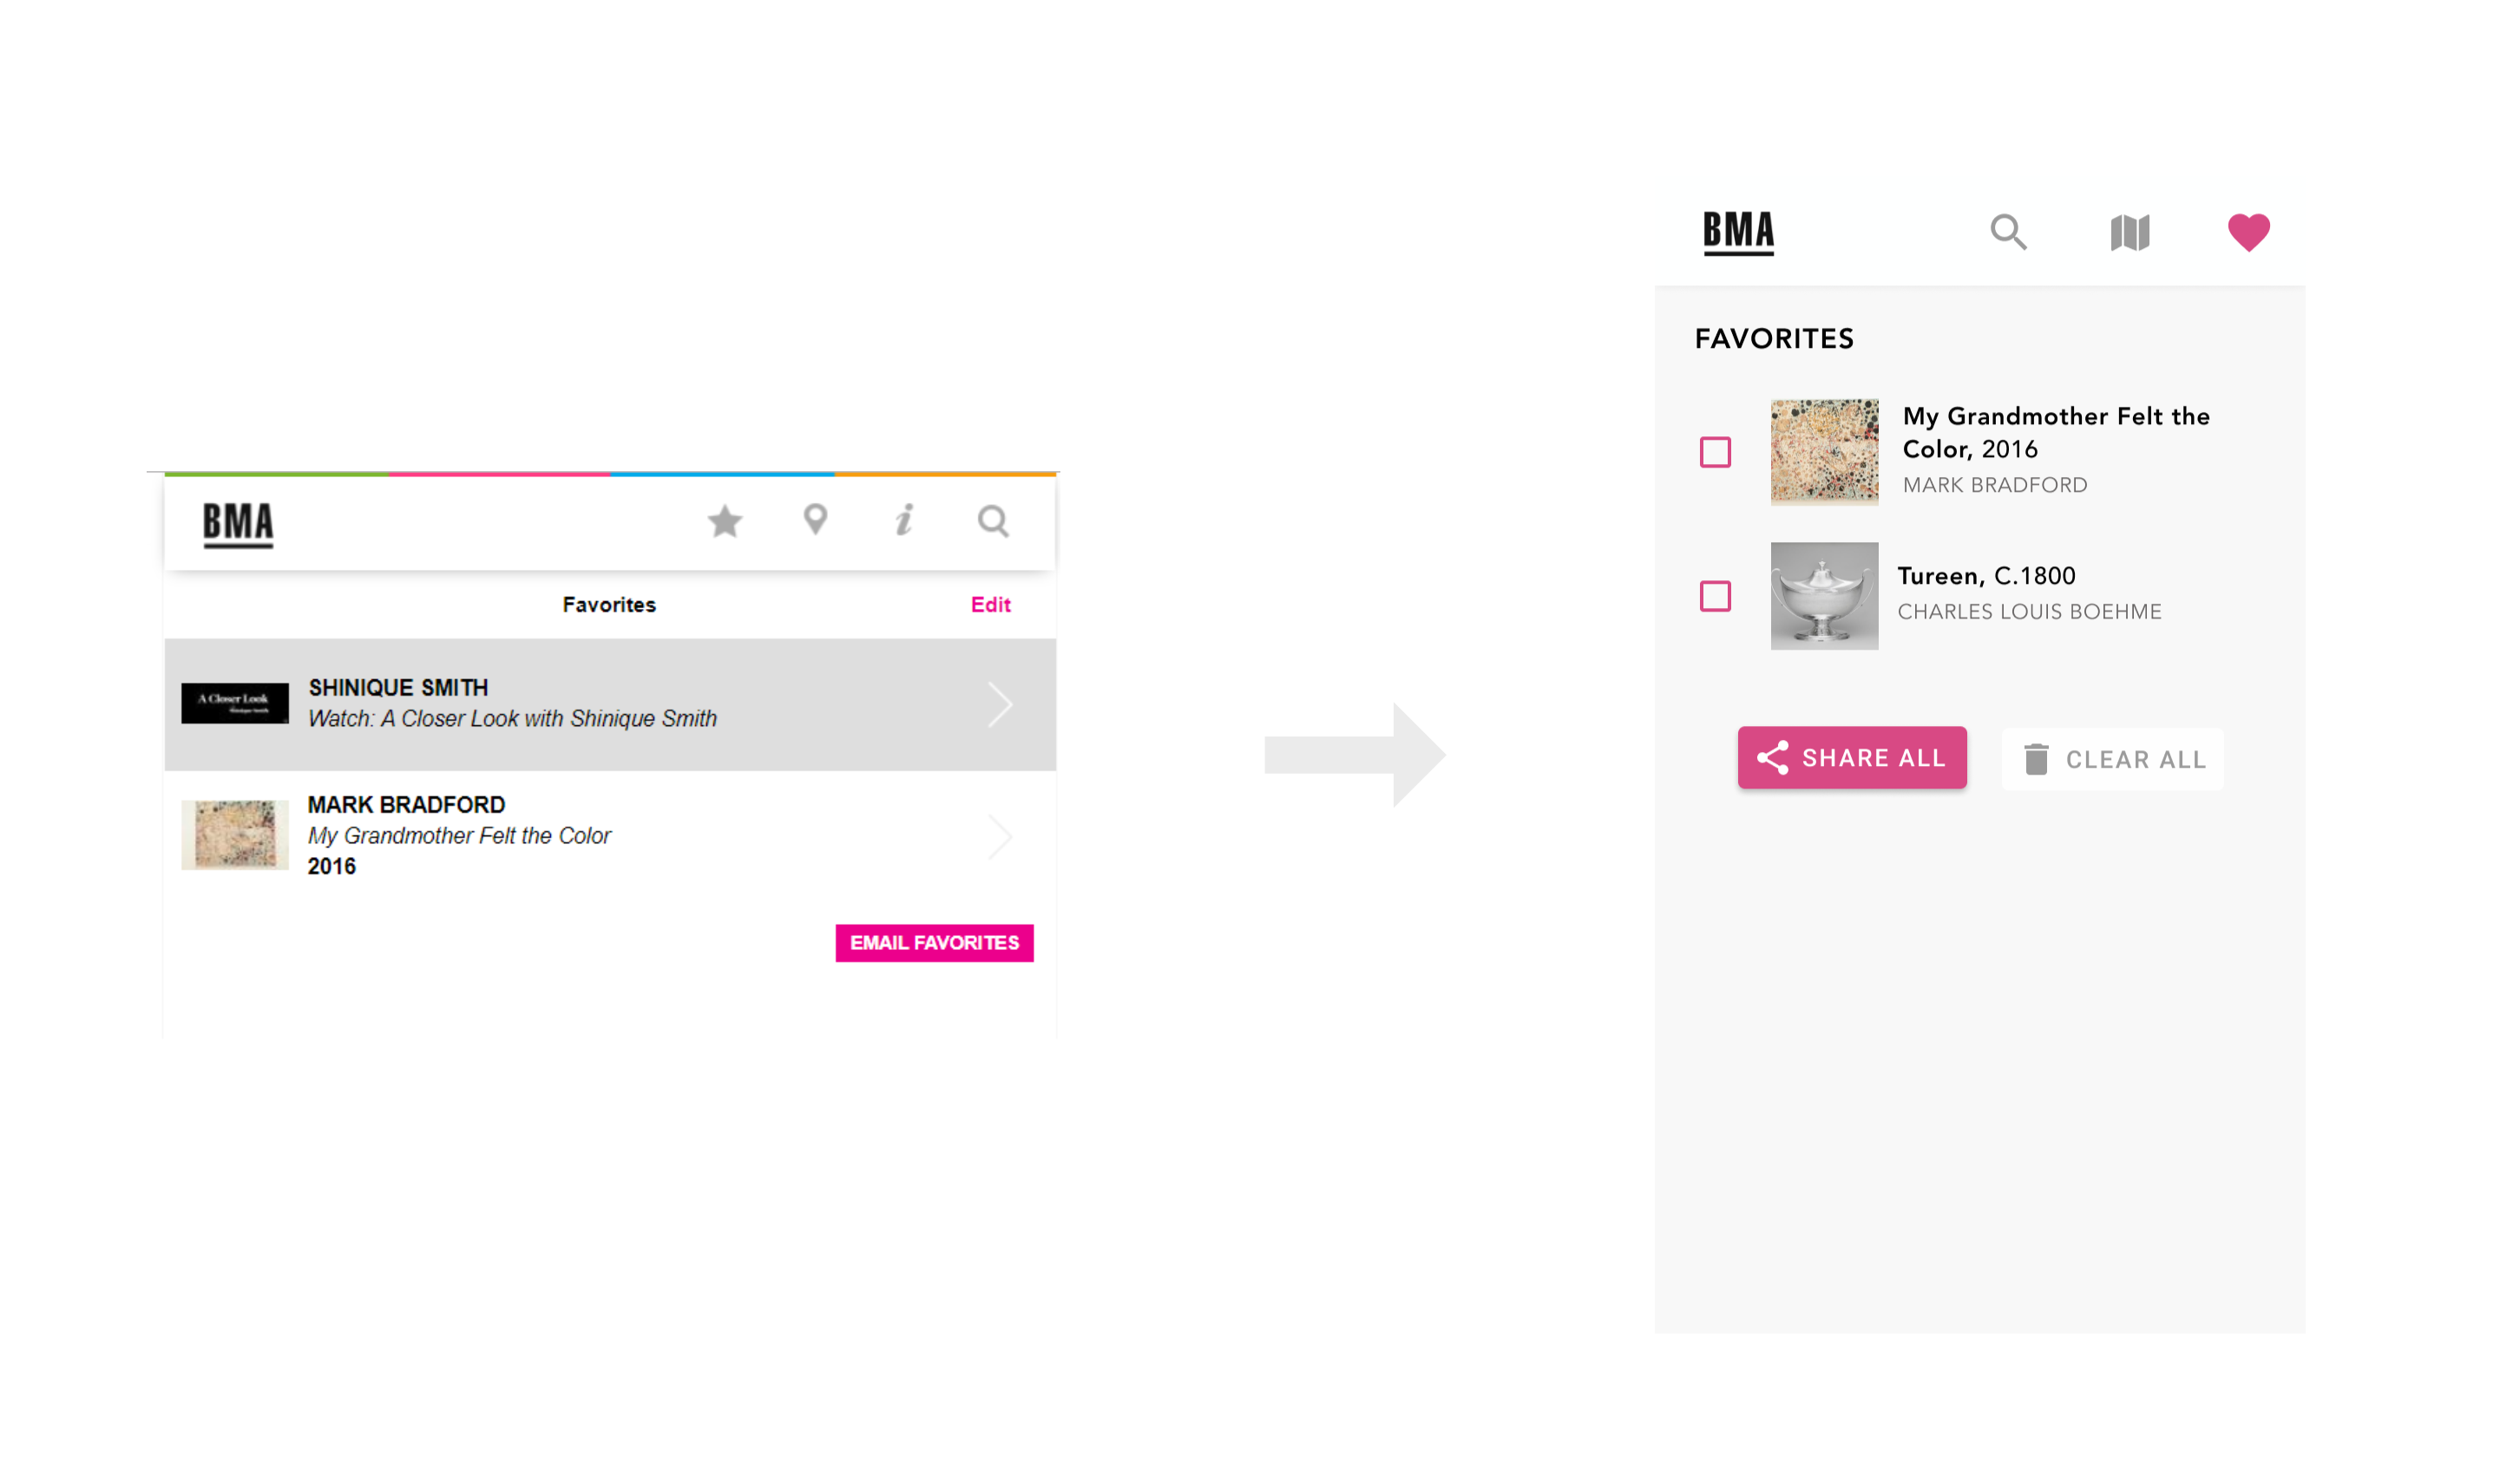 BMA
Favorites
Edit
A Closer Look
SHINIQUE SMITH
Watch: A Closer Look with Shinique Smith
MARK BRADFORD
My Grandmother Felt the Color
2016
EMAIL FAVORITES
BMA
FAVORITES
My Grandmother Felt the
Color, 2016
MARK BRADFORD
Tureen, C.1800
CHARLES LOUIS BOEHME
SHARE ALL
CLEAR ALL